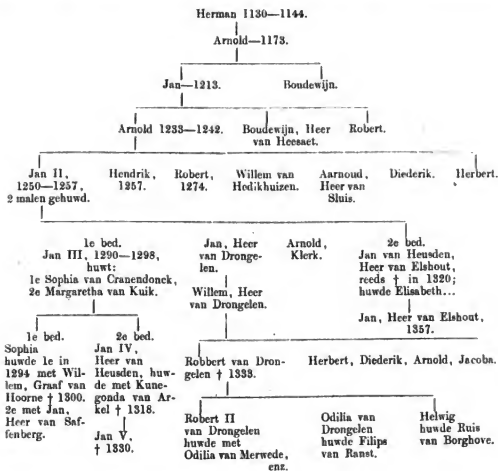 Herman 1130—1144.
Arnold—1173.
Jan—1213. Boudewijn.
Arnold 1233—1242. Boudewijn, Heer van Heesaet. Robert.
Jan II, 1250—1257, 2 malen gehuwd.
Hendrik, 1257.
Robert, 1274.
Willem van Hedikhuizen.
Aarnoud, Heer van Sluis.
Diederik.
Herbert.
1e bed.
Jan III, 1290—1298,
huwt:
1e Sophia van Cranendonck,
2e Margaretha van Kuik.
Jan, Heer
van Dronge-
len.
Arnold,
Klerk.
2e bed.
Jan van Heusden,
Heer van Elshout,
reeds † in 1320;
huwde Elisabeth...
Willem, Heer
van Drongelen.
Jan, Heer van Elshout,
1357.
1e bed.
Sophia
huwde 1e in
1294 met Wil-
lem, Graaf van
Hoorne † 1300.
2e met Jan,
Heer van Saf-
fenberg.
2e bed.
Jan IV,
Heer van
Heusden, huw-
de met Kune-
gonda van Ar-
kel † 1318.
Jan V,
† 1330.
Robbert van Dron-
gelen † 1333.
Herbert, Diederik, Arnold, Jacoba.
Robert II
van Drongelen
huwde met
Odilia van Merwede,
enz.
Odilia van
Drongelen
huwde Filips
van Ranst.
Helwig
huwde Ruis
van Borghove.